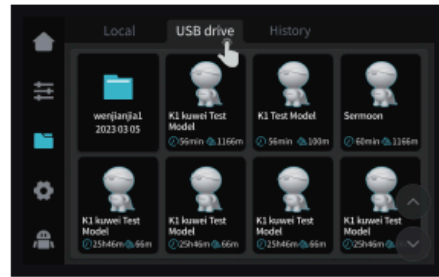 Local USB drive History
wenjianjia1
2023 03 05
K1 kuwei Test
Model
56min 1166m
K1 Test Model
56min 100m
Sermoon
60min 1166m
K1 kuwei Test
Model
25h46m 66m
K1 kuwei Test
Model
25h46m 66m
K1 kuwei Test
Model
25h46m 66m
K1 kuwei Test
Model
25h46m